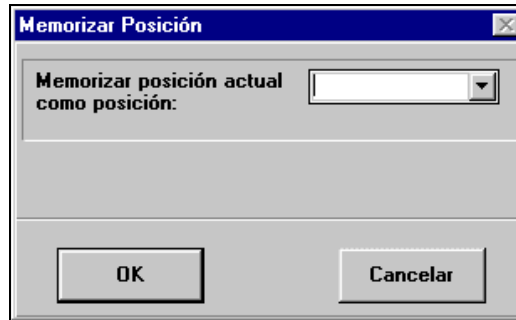 Memorizar Posición
Memorizar posición actual
como posición:
OK
Cancelar